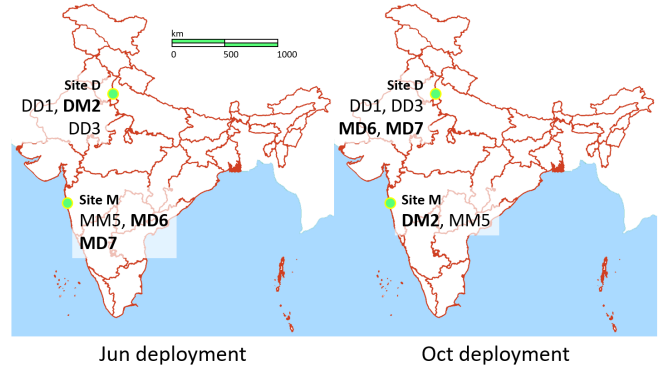 km
0 500 1000
Site D
DD1, DM2
DD3
Site M
MM5, MD6
MD7
Jun deployment
Site D
DD1, DD3
MD6, MD7
Site M
DM2, MM5
Oct deployment